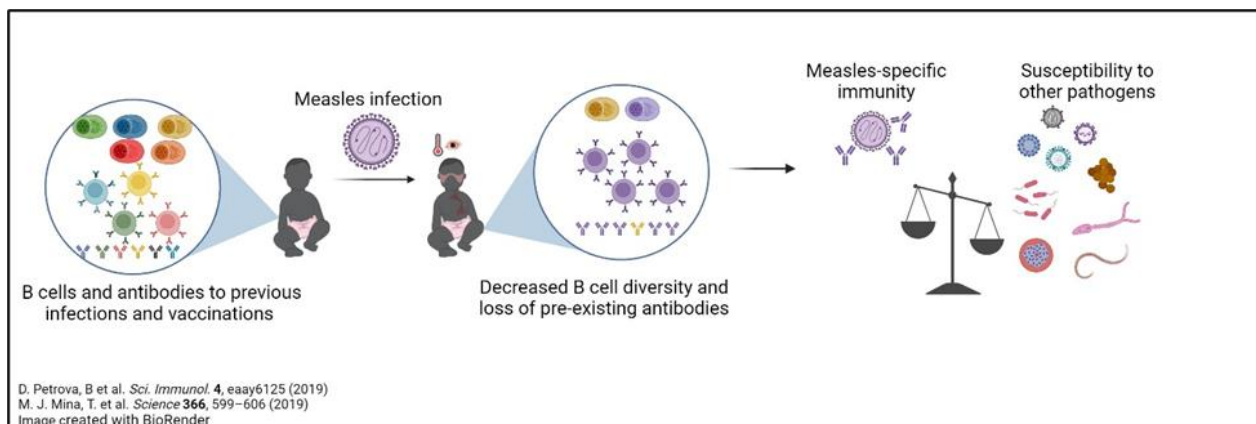 Measles infection
B cells and antibodies to previous
infections and vaccinations
Decreased B cell diversity and
loss of pre-existing antibodies
Measles-specific
immunity
Susceptibility to
other pathogens
D. Petrova, B et al. Sci. Immunol. 4, eaay6125 (2019)
M. J. Mina, T. et al. Science 366, 599–606 (2019)
Image created with BioRender